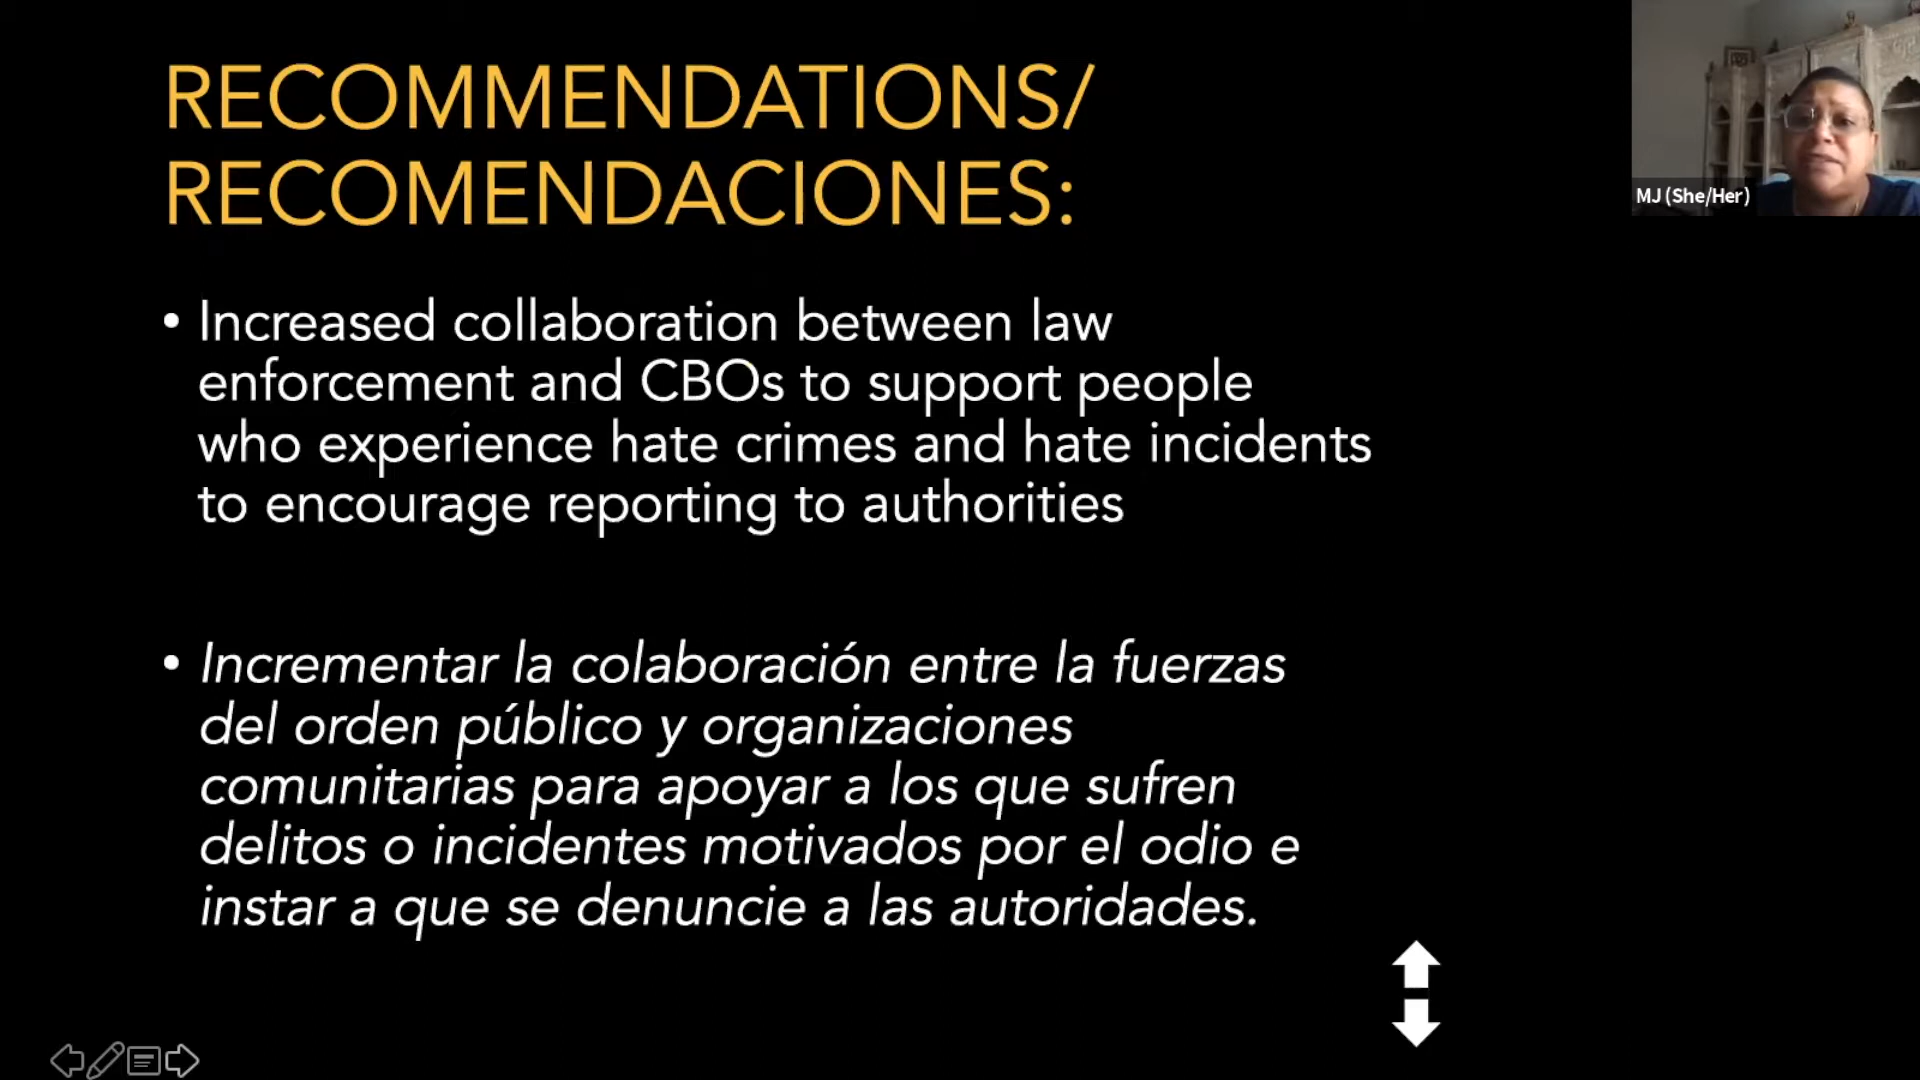 RECOMMENDATIONS/
RECOMENDACIONES:
MJ (She/Her)
• Increased collaboration between law
enforcement and CBOs to support people
who experience hate crimes and hate incidents
to encourage reporting to authorities
• Incrementar la colaboración entre la fuerzas
del orden público y organizaciones
comunitarias para apoyar a los que sufren
delitos o incidentes motivados por el odio e
instar a que se denuncie a las autoridades.